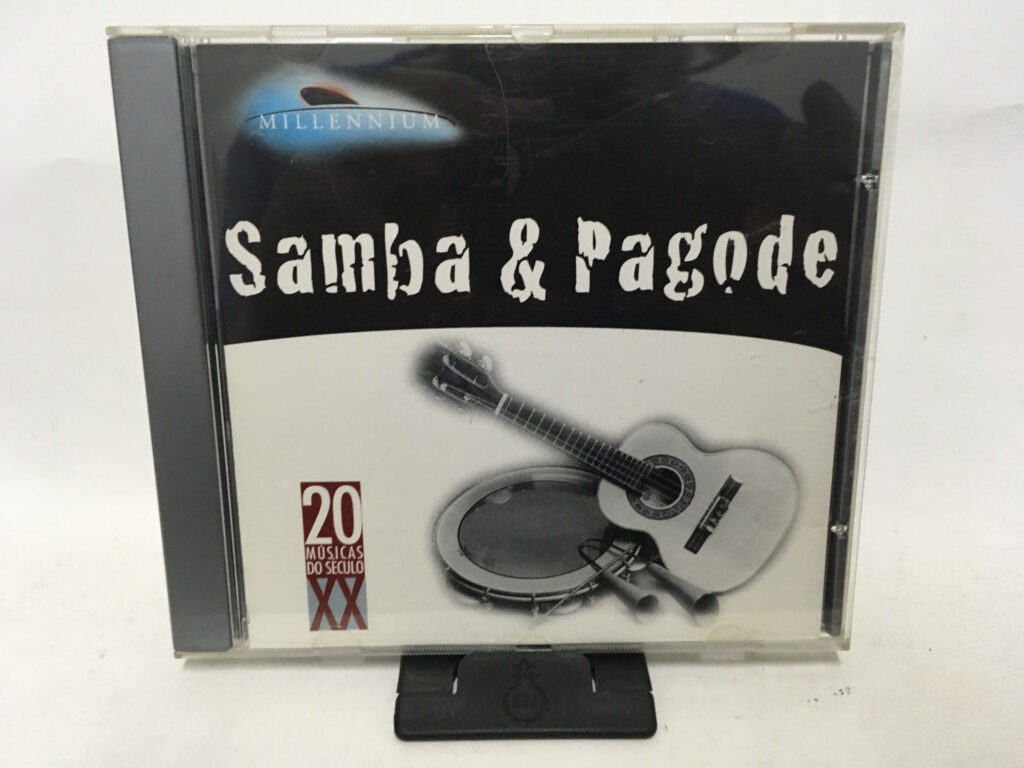 MILLENNIUM
Samba & Pagode
20
MÚSICAS
DO SÉCULO
XX